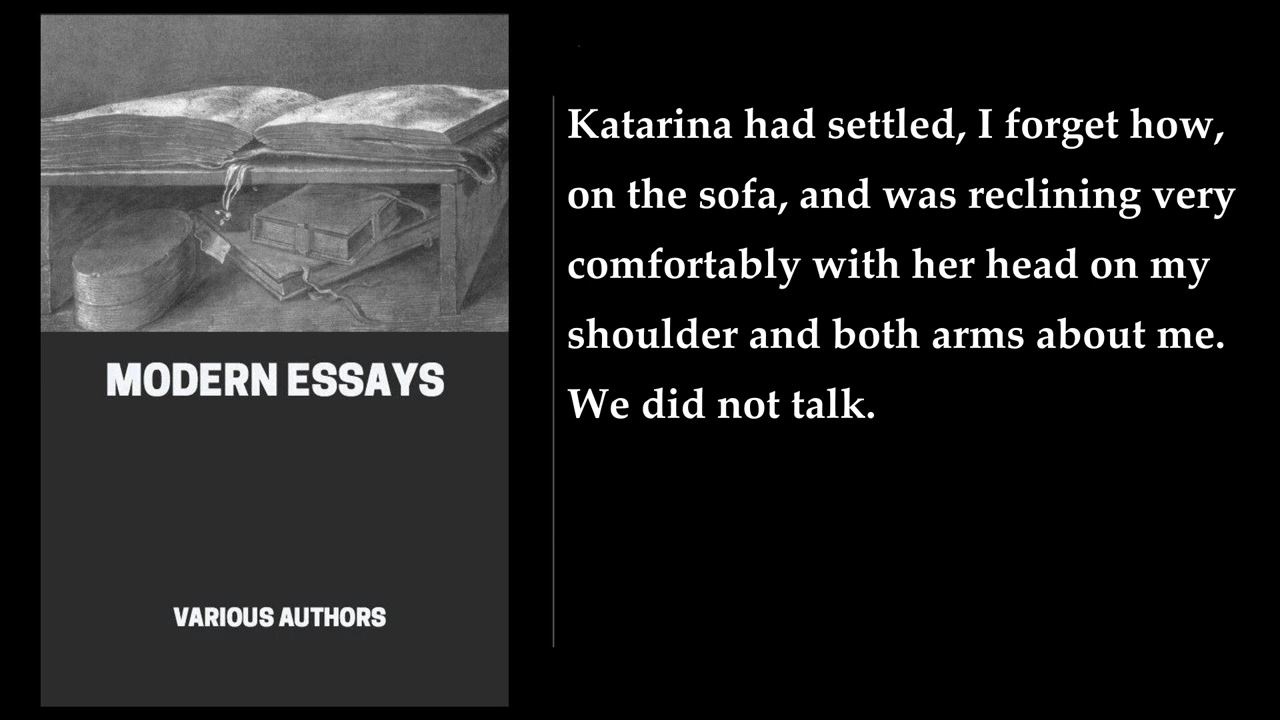 MODERN ESSAYS
VARIOUS AUTHORS
Katarina had settled, I forget how,
on the sofa, and was reclining very
comfortably with her head on my
shoulder and both arms about me.
We did not talk.